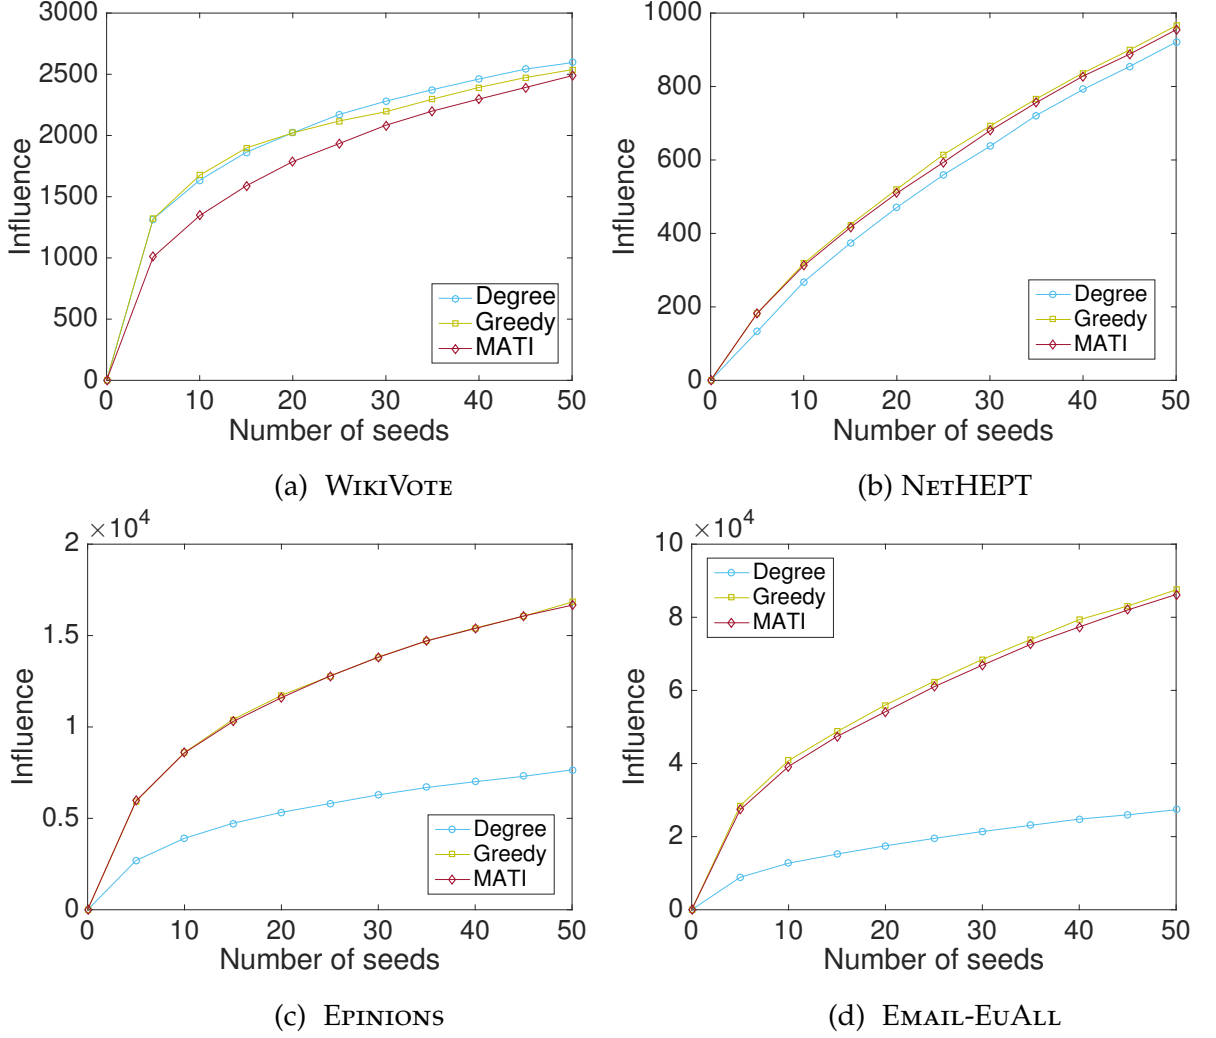 3000
2500
2000
1500
1000
500
0
Influence
0 10 20 30 40 50
Number of seeds
Degree
Greedy
MATI
(a) WikiVote
1000
800
600
400
200
0
Influence
0 10 20 30 40 50
Number of seeds
Degree
Greedy
MATI
(b) NetHEPT
×10⁴
2
1.5
1
0.5
0
Influence
0 10 20 30 40 50
Number of seeds
Degree
Greedy
MATI
(c) Epinions
×10⁴
10
8
6
4
2
0
Influence
0 10 20 30 40 50
Number of seeds
Degree
Greedy
MATI
(d) Email-EuAll